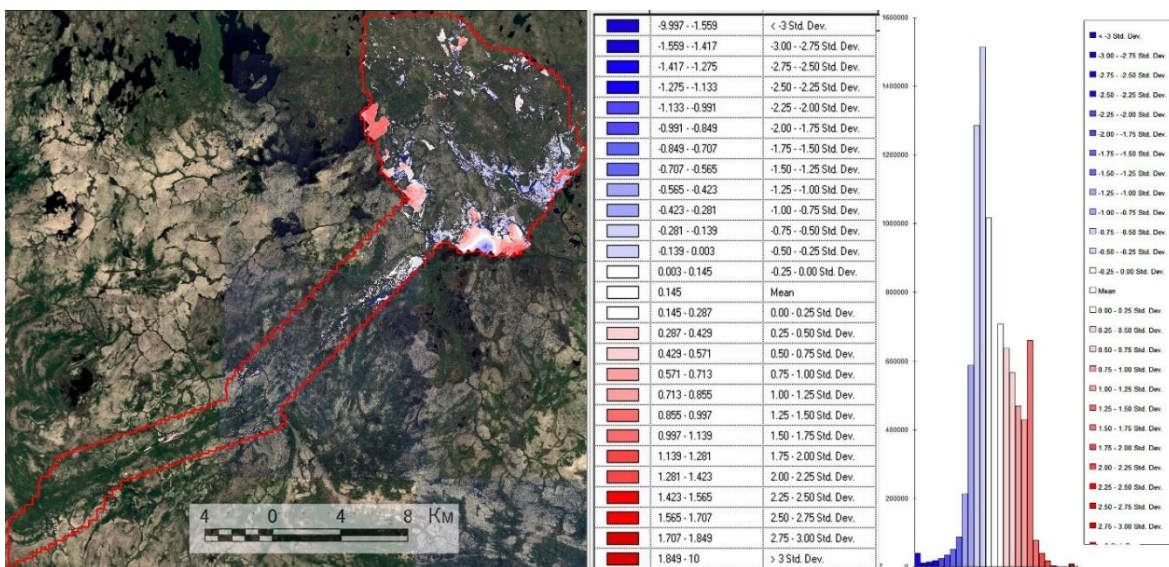 4 0 4 8 Км
-9.997 - -1.559 < -3 Std. Dev.
-1.559 - -1.417 -3.00 - -2.75 Std. Dev.
-1.417 - -1.275 -2.75 - -2.50 Std. Dev.
-1.275 - -1.133 -2.50 - -2.25 Std. Dev.
-1.133 - -0.991 -2.25 - -2.00 Std. Dev.
-0.991 - -0.849 -2.00 - -1.75 Std. Dev.
-0.849 - -0.707 -1.75 - -1.50 Std. Dev.
-0.707 - -0.565 -1.50 - -1.25 Std. Dev.
-0.565 - -0.423 -1.25 - -1.00 Std. Dev.
-0.423 - -0.281 -1.00 - -0.75 Std. Dev.
-0.281 - -0.139 -0.75 - -0.50 Std. Dev.
-0.139 - 0.003 -0.50 - -0.25 Std. Dev.
0.003 - 0.145 -0.25 - 0.00 Std. Dev.
0.145 Mean
0.145 - 0.287 0.00 - 0.25 Std. Dev.
0.287 - 0.429 0.25 - 0.50 Std. Dev.
0.429 - 0.571 0.50 - 0.75 Std. Dev.
0.571 - 0.713 0.75 - 1.00 Std. Dev.
0.713 - 0.855 1.00 - 1.25 Std. Dev.
0.855 - 0.997 1.25 - 1.50 Std. Dev.
0.997 - 1.139 1.50 - 1.75 Std. Dev.
1.139 - 1.281 1.75 - 2.00 Std. Dev.
1.281 - 1.423 2.00 - 2.25 Std. Dev.
1.423 - 1.565 2.25 - 2.50 Std. Dev.
1.565 - 1.707 2.50 - 2.75 Std. Dev.
1.707 - 1.849 2.75 - 3.00 Std. Dev.
1.849 - 10 > 3 Std. Dev.
1600000
1400000
1200000
1000000
800000
600000
400000
200000
0
< -3 Std. Dev.
-3.00 - -2.75 Std. Dev.
-2.75 - -2.50 Std. Dev.
-2.50 - -2.25 Std. Dev.
-2.25 - -2.00 Std. Dev.
-2.00 - -1.75 Std. Dev.
-1.75 - -1.50 Std. Dev.
-1.50 - -1.25 Std. Dev.
-1.25 - -1.00 Std. Dev.
-1.00 - -0.75 Std. Dev.
-0.75 - -0.50 Std. Dev.
-0.50 - -0.25 Std. Dev.
-0.25 - 0.00 Std. Dev.
Mean
0.00 - 0.25 Std. Dev.
0.25 - 0.50 Std. Dev.
0.50 - 0.75 Std. Dev.
0.75 - 1.00 Std. Dev.
1.00 - 1.25 Std. Dev.
1.25 - 1.50 Std. Dev.
1.50 - 1.75 Std. Dev.
1.75 - 2.00 Std. Dev.
2.00 - 2.25 Std. Dev.
2.25 - 2.50 Std. Dev.
2.50 - 2.75 Std. Dev.
2.75 - 3.00 Std. Dev.